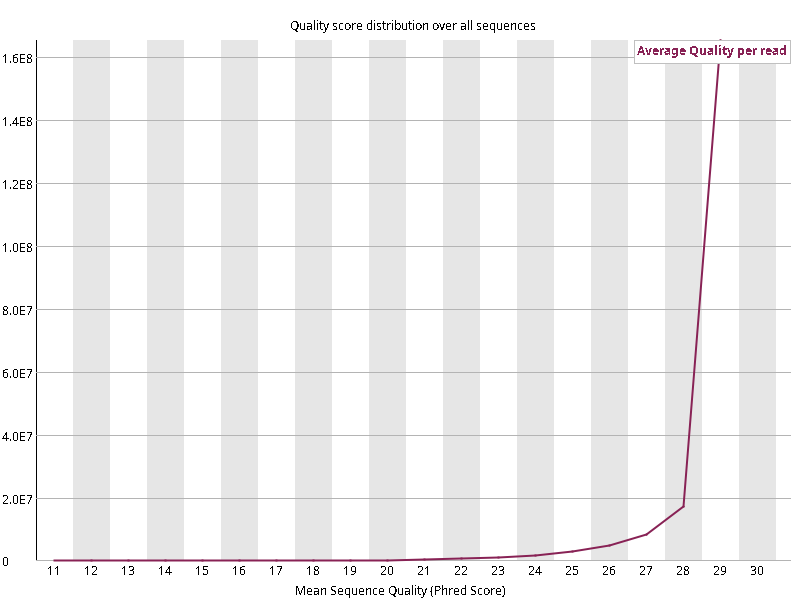 Quality score distribution over all sequences
Average Quality per read
1.6E8
1.4E8
1.2E8
1.0E8
8.0E7
6.0E7
4.0E7
2.0E7
0
11 12 13 14 15 16 17 18 19 20 21 22 23 24 25 26 27 28 29 30
Mean Sequence Quality (Phred Score)